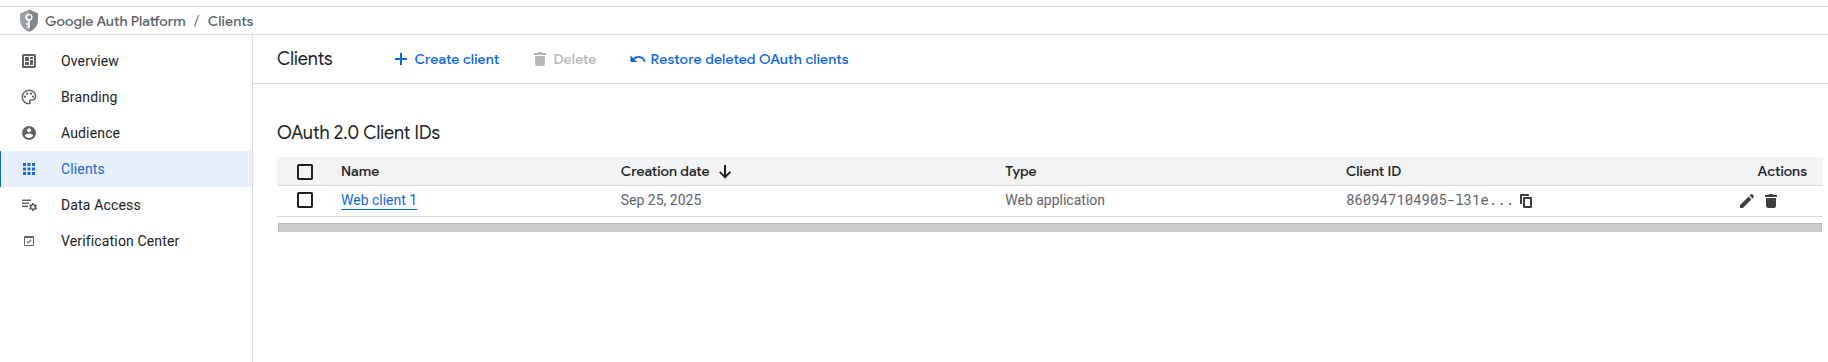 Google Auth Platform / Clients
Overview
Branding
Audience
Clients
Data Access
Verification Center
Clients
Create client
Delete
Restore deleted OAuth clients
OAuth 2.0 Client IDs
Name Creation date Type Client ID Actions
Web client 1 Sep 25, 2025 Web application 860947104905-l31e...